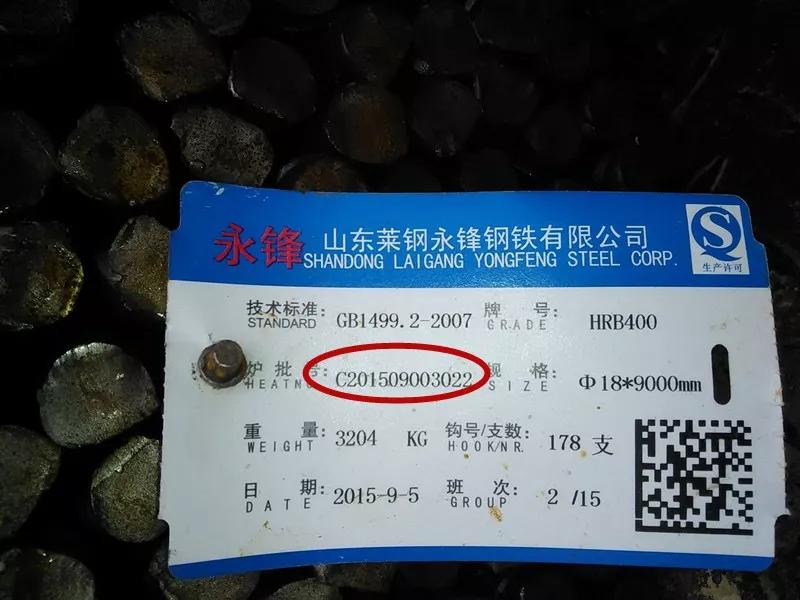 永锋 山东莱钢永锋钢铁有限公司
SHANDONG LAIGANG YONGFENG STEEL CORP.
生产许可
技术标准: GB1499.2-2007 牌 号: HRB400
STANDARD GRADE
炉批号: C201509003022 规 格: Φ18*9000mm
HEATN SIZE
重 量: 3204 KG 钩号/支数: 178 支
WEIGHT HOOK/NR.
日 期: 2015-9-5 班 次: 2 /15
DATE GROUP